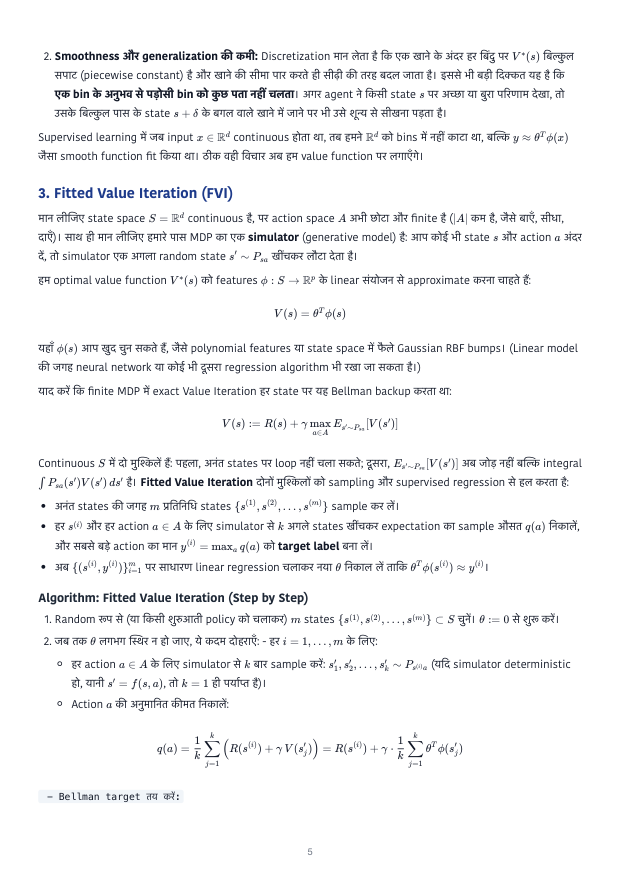 2. Smoothness और generalization की कमी: Discretization मान लेता है कि एक खाने के अंदर हर बिंदु पर V*(s) बिल्कुल
सपाट (piecewise constant) है और खाने की सीमा पार करते ही सीढ़ी की तरह बदल जाता है। इससे भी बड़ी दिक्कत यह है कि
एक bin के अनुभव से पड़ोसी bin को कुछ पता नहीं चलता। अगर agent ने किसी state s पर अच्छा या बुरा परिणाम देखा, तो
उसके बिल्कुल पास के state s + δ के बगल वाले खाने में जाने पर भी उसे शून्य से सीखना पड़ता है।
Supervised learning में जब input x ∈ ℝ^d continuous होता था, तब हमने ℝ^d को bins में नहीं काटा था, बल्कि y ≈ θ^T ϕ(x)
जैसा smooth function fit किया था। ठीक वही विचार अब हम value function पर लगाएँगे।
3. Fitted Value Iteration (FVI)
मान लीजिए state space S = ℝ^d continuous है, पर action space A अभी छोटा और finite है (|A| कम है, जैसे बाएँ, सीधा,
दाएँ)। साथ ही मान लीजिए हमारे पास MDP का एक simulator (generative model) है: आप कोई भी state s और action a अंदर
दें, तो simulator एक अगला random state s′ ∼ P_{sa} खींचकर लौटा देता है।
हम optimal value function V*(s) को features ϕ : S → ℝ^p के linear संयोजन से approximate करना चाहते हैं:
V(s) = θ^T ϕ(s)
यहाँ ϕ(s) आप खुद चुन सकते हैं, जैसे polynomial features या state space में फैले Gaussian RBF bumps। (Linear model
की जगह neural network या कोई भी दूसरा regression algorithm भी रखा जा सकता है।)
याद करें कि finite MDP में exact Value Iteration हर state पर यह Bellman backup करता था:
V(s) := R(s) + γ max_{a∈A} E_{s′∼P_{sa}}[V(s′)]
Continuous S में दो मुश्किलें हैं: पहला, अनंत states पर loop नहीं चला सकते; दूसरा, E_{s′∼P_{sa}}[V(s′)] अब जोड़ नहीं बल्कि integral
∫ P_{sa}(s′)V(s′) ds′ है। Fitted Value Iteration दोनों मुश्किलों को sampling और supervised regression से हल करता है:
• अनंत states की जगह m प्रतिनिधि states {s^{(1)}, s^{(2)}, . . . , s^{(m)}} sample कर लें।
• हर s^{(i)} और हर action a ∈ A के लिए simulator से k अगले states खींचकर expectation का sample औसत q(a) निकालें,
और सबसे बड़े action का मान y^{(i)} = max_a q(a) को target label बना लें।
• अब {(s^{(i)}, y^{(i)})}_{i=1}^m पर साधारण linear regression चलाकर नया θ निकाल लें ताकि θ^T ϕ(s^{(i)}) ≈ y^{(i)}।
Algorithm: Fitted Value Iteration (Step by Step)
1. Random रूप से (या किसी शुरुआती policy को चलाकर) m states {s^{(1)}, s^{(2)}, . . . , s^{(m)}} ⊂ S चुनें। θ := 0 से शुरू करें।
2. जब तक θ लगभग स्थिर न हो जाए, ये कदम दोहराएँ: - हर i = 1, . . . , m के लिए:
◦ हर action a ∈ A के लिए simulator से k बार sample करें: s′_1, s′_2, . . . , s′_k ∼ P_{s^{(i)}a} (यदि simulator deterministic
हो, यानी s′ = f(s, a), तो k = 1 ही पर्याप्त है)।
◦ Action a की अनुमानित कीमत निकालें:
q(a) = 1/k ∑_{j=1}^{k} (R(s^{(i)}) + γ V(s′_j)) = R(s^{(i)}) + γ · 1/k ∑_{j=1}^{k} θ^T ϕ(s′_j)
– Bellman target तय करें:
5